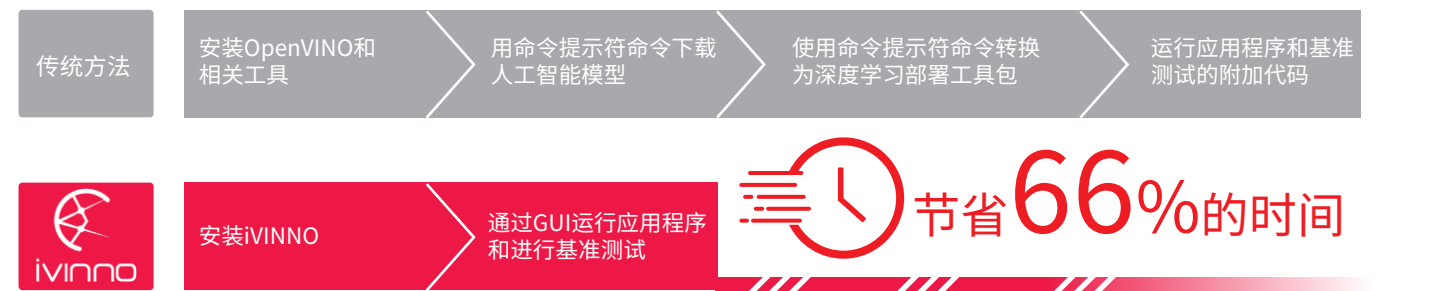 传统方法
安装OpenVINO和
相关工具
用命令提示符命令下载
人工智能模型
使用命令提示符命令转换
为深度学习部署工具包
运行应用程序和基准
测试的附加代码
ivinno
安装iVINNO
通过GUI运行应用程序
和进行基准测试
节省66%的时间